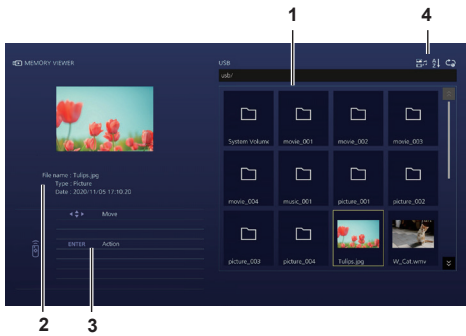 1
4
MEMORY VIEWER
USB
usb/
System Volume
movie_001
movie_002
movie_003
File name : Tulips.jpg
Type : Picture
Date : 2020/11/05 17:10:20
movie_004
music_001
picture_001
picture_002
Move
ENTER
Action
picture_003
picture_004
Tulips.jpg
W_Cat.wmv
2
3